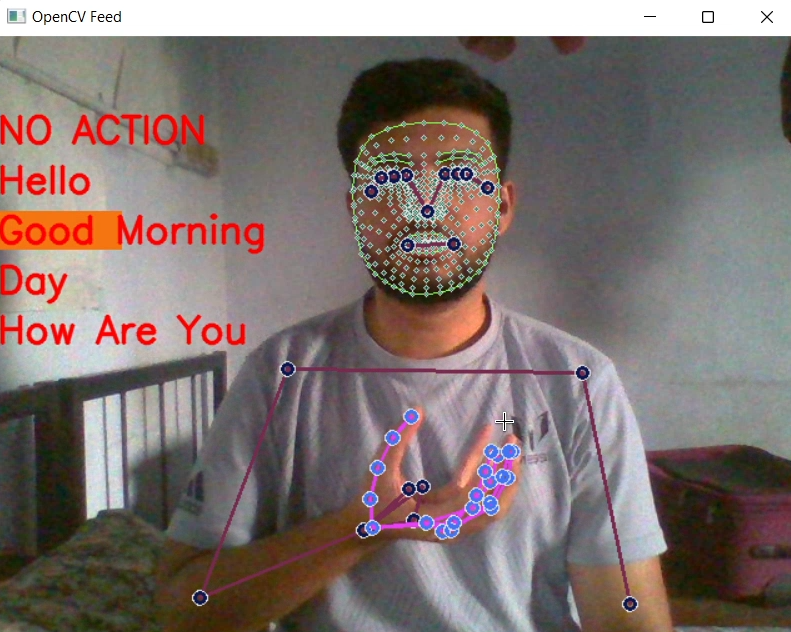 OpenCV Feed
NO ACTION
Hello
Good Morning
Day
How Are You